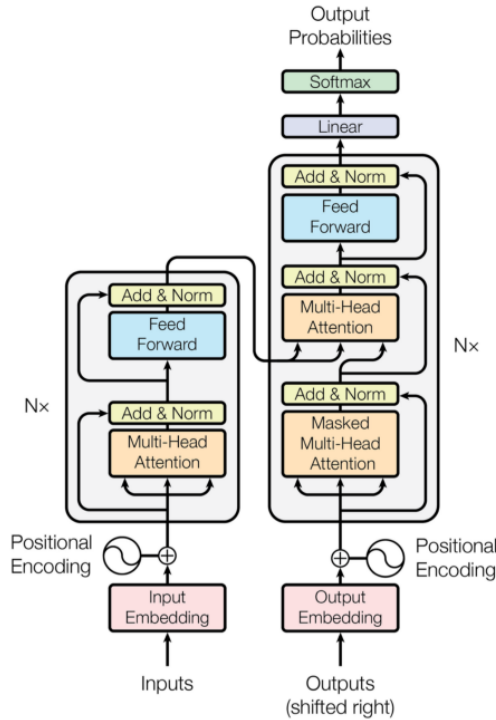 Output
Probabilities
Softmax
Linear
Add & Norm
Feed
Forward
Add & Norm
Multi-Head
Attention
Add & Norm
Masked
Multi-Head
Attention
Nx
Positional
Encoding
Output
Embedding
Outputs
(shifted right)
Add & Norm
Feed
Forward
Add & Norm
Multi-Head
Attention
Nx
Positional
Encoding
Input
Embedding
Inputs